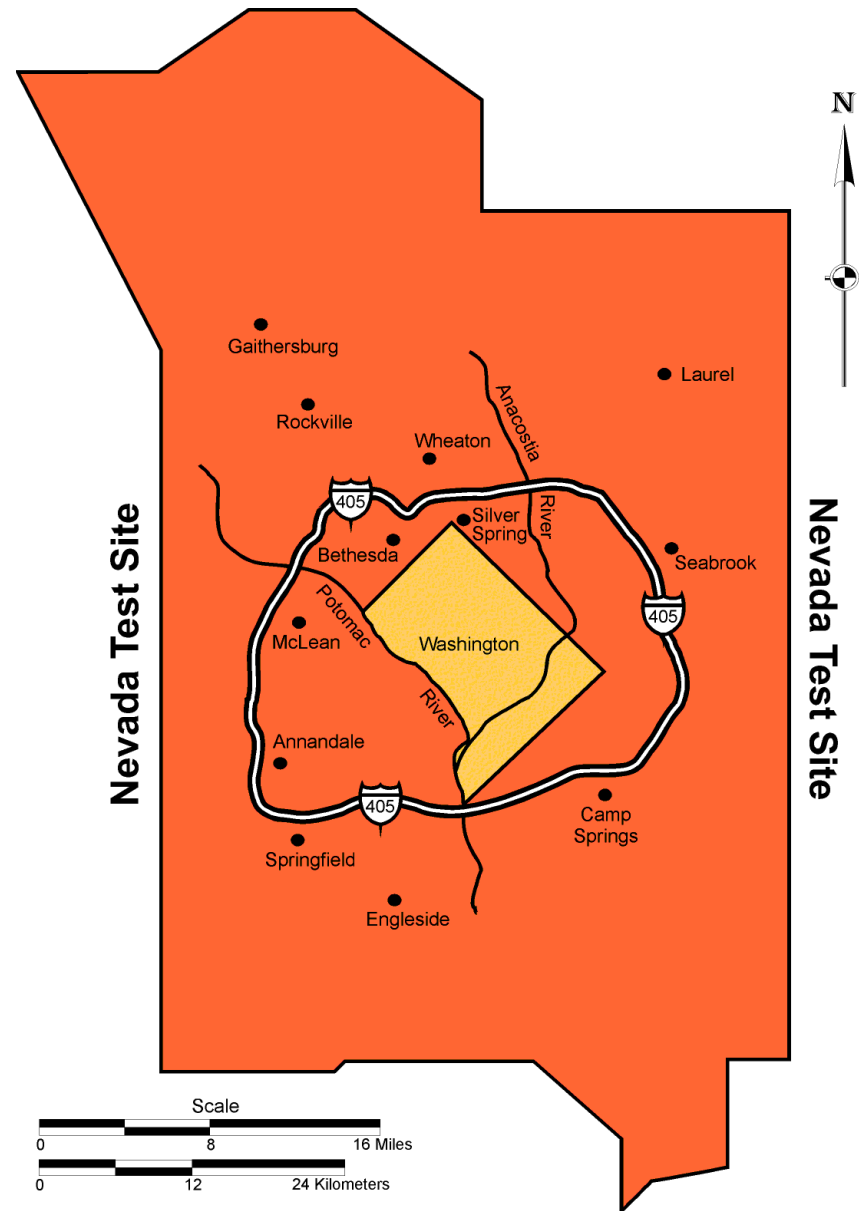 N
Gaithersburg
Laurel
Rockville
Anacostia
River
Wheaton
405
Silver
Spring
Bethesda
Seabrook
405
Potomac
River
McLean
Washington
Nevada Test Site
Nevada Test Site
Annandale
405
Camp
Springs
Springfield
Engleside
Scale
0 8 16 Miles
0 12 24 Kilometers